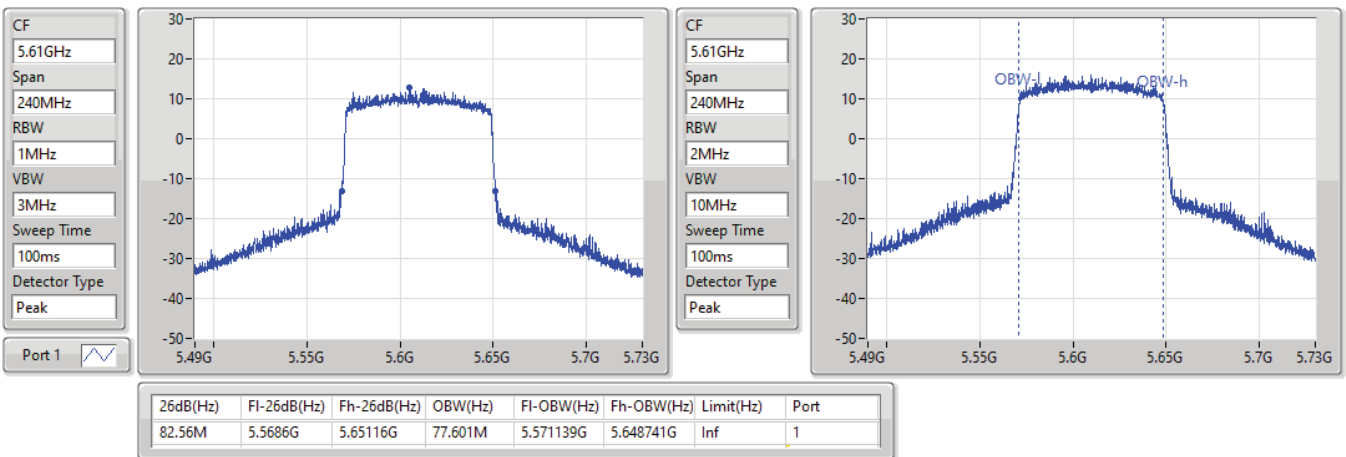 CF
5.61GHz
Span
240MHz
RBW
1MHz
VBW
3MHz
Sweep Time
100ms
Detector Type
Peak
Port 1
30
20
10
0
-10
-20
-30
-40
-50
5.49G 5.55G 5.6G 5.65G 5.7G 5.73G
CF
5.61GHz
Span
240MHz
RBW
2MHz
VBW
10MHz
Sweep Time
100ms
Detector Type
Peak
30
20
10
0
-10
-20
-30
-40
-50
OBW-l OBW-h
5.49G 5.55G 5.6G 5.65G 5.7G 5.73G
26dB(Hz) Fl-26dB(Hz) Fh-26dB(Hz) OBW(Hz) Fl-OBW(Hz) Fh-OBW(Hz) Limit(Hz) Port
82.56M 5.5686G 5.65116G 77.601M 5.571139G 5.648741G Inf 1